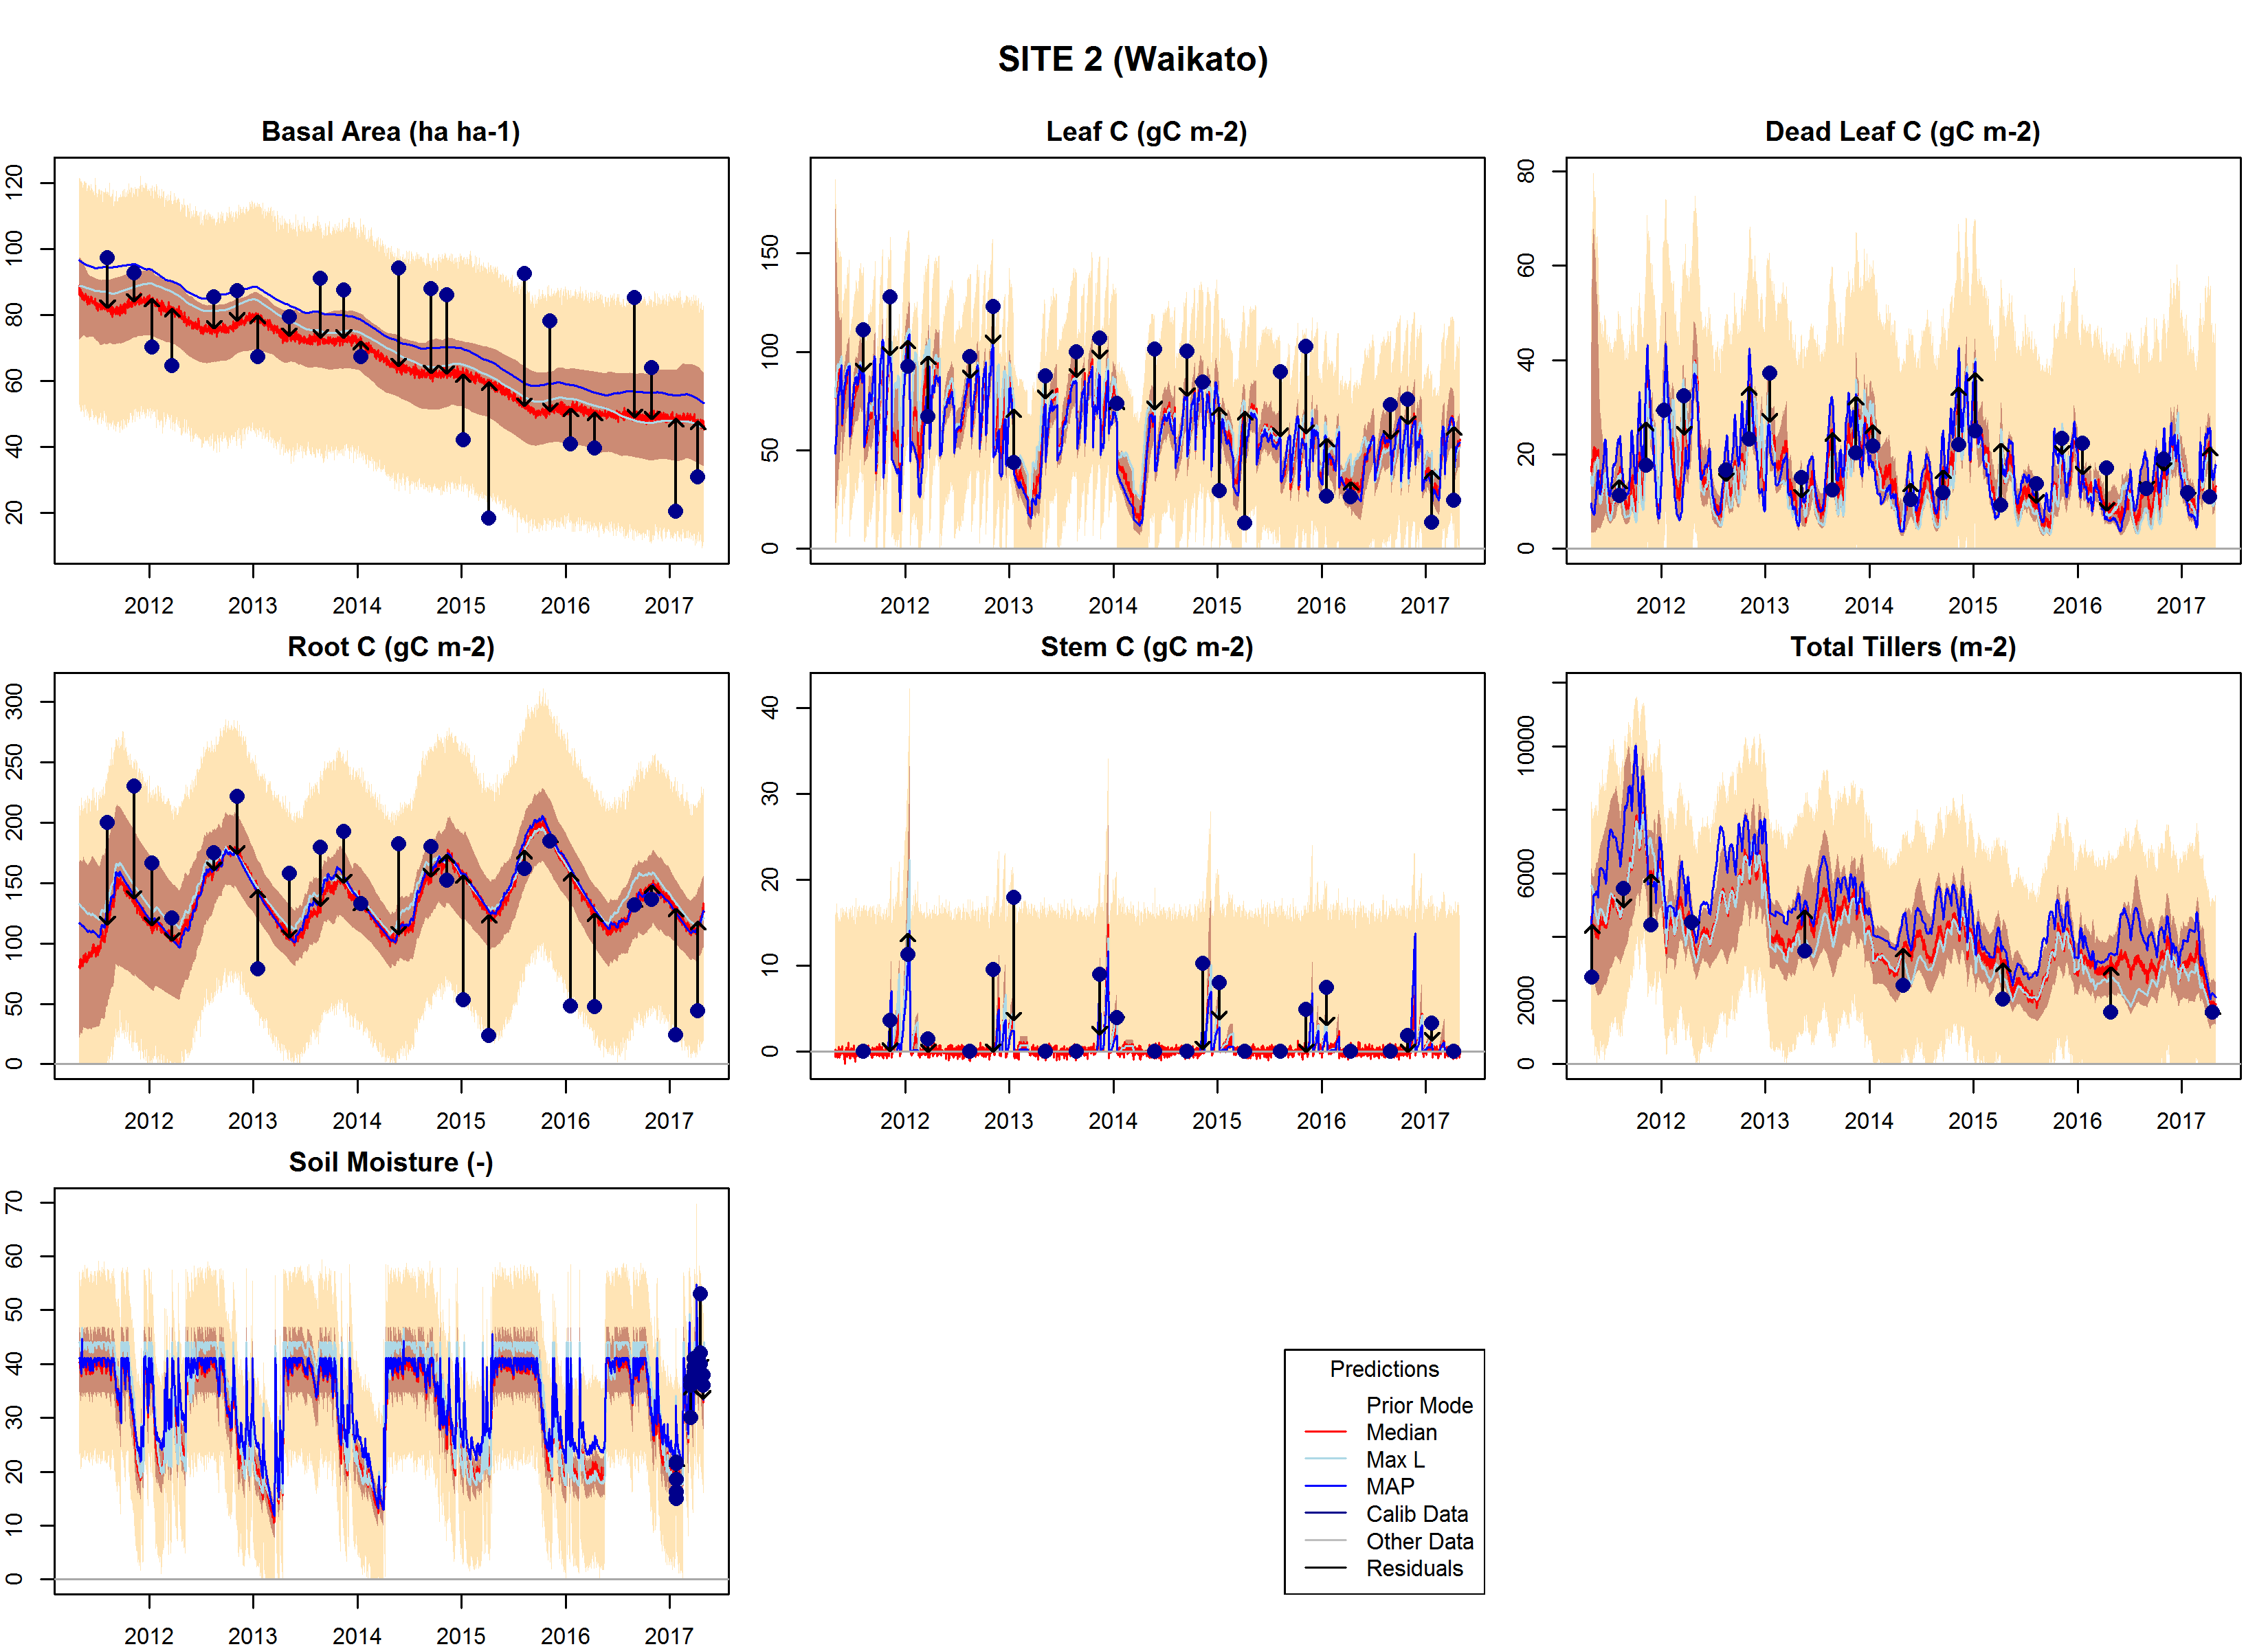 SITE 2 (Waikato)
Basal Area (ha ha-1)
Leaf C (gC m-2)
Dead Leaf C (gC m-2)
120
100
80
60
40
20
2012 2013 2014 2015 2016 2017
150
100
50
0
2012 2013 2014 2015 2016 2017
80
60
40
20
0
2012 2013 2014 2015 2016 2017
Root C (gC m-2)
Stem C (gC m-2)
Total Tillers (m-2)
300
250
200
150
100
50
0
2012 2013 2014 2015 2016 2017
40
30
20
10
0
2012 2013 2014 2015 2016 2017
10000
6000
2000
0
2012 2013 2014 2015 2016 2017
Soil Moisture (-)
70
60
50
40
30
20
10
0
2012 2013 2014 2015 2016 2017
Predictions
Prior Mode
Median
Max L
MAP
Calib Data
Other Data
Residuals